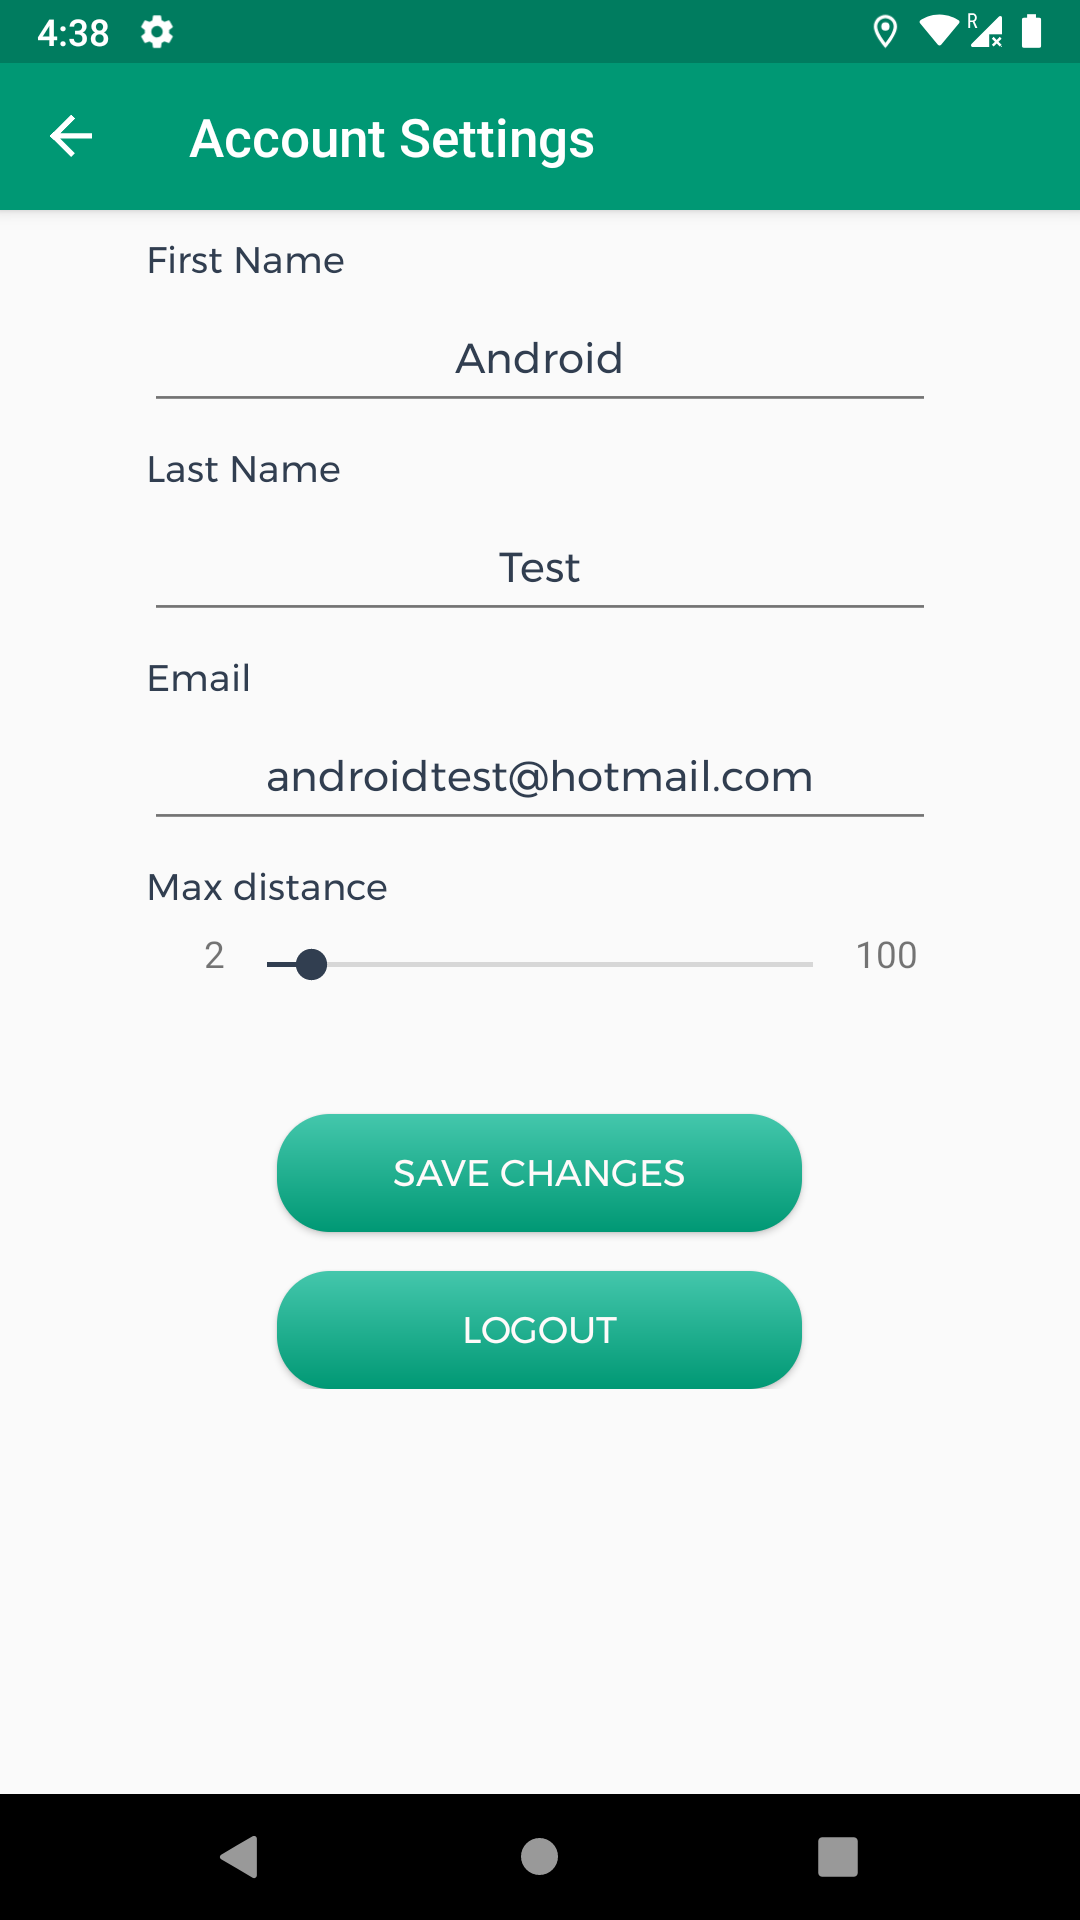 4:38 R
Account Settings
First Name
Android
Last Name
Test
Email
androidtest@hotmail.com
Max distance
2 100
SAVE CHANGES
LOGOUT